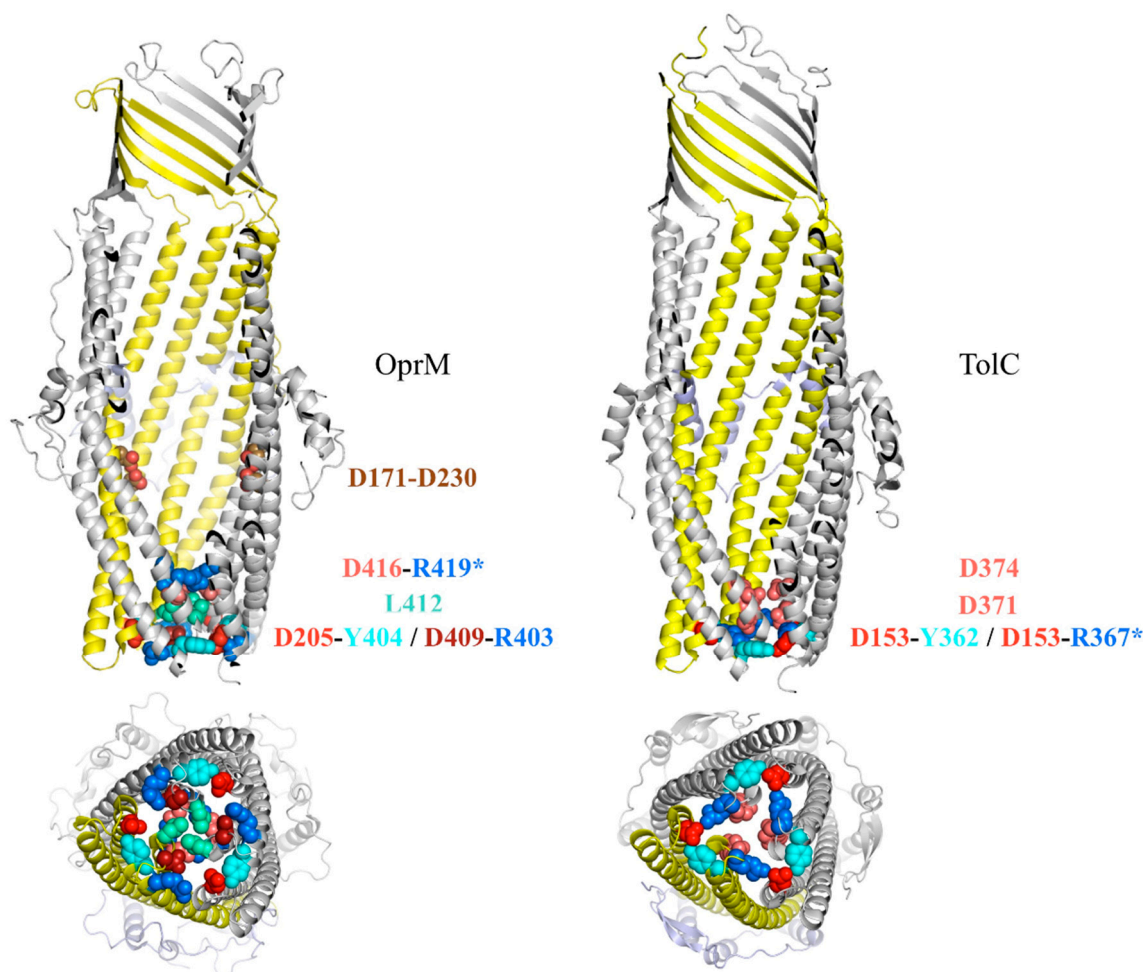 OprM
TolC
D171-D230
D416-R419*
D374
L412
D371
D205-Y404 / D409-R403
D153-Y362 / D153-R367*